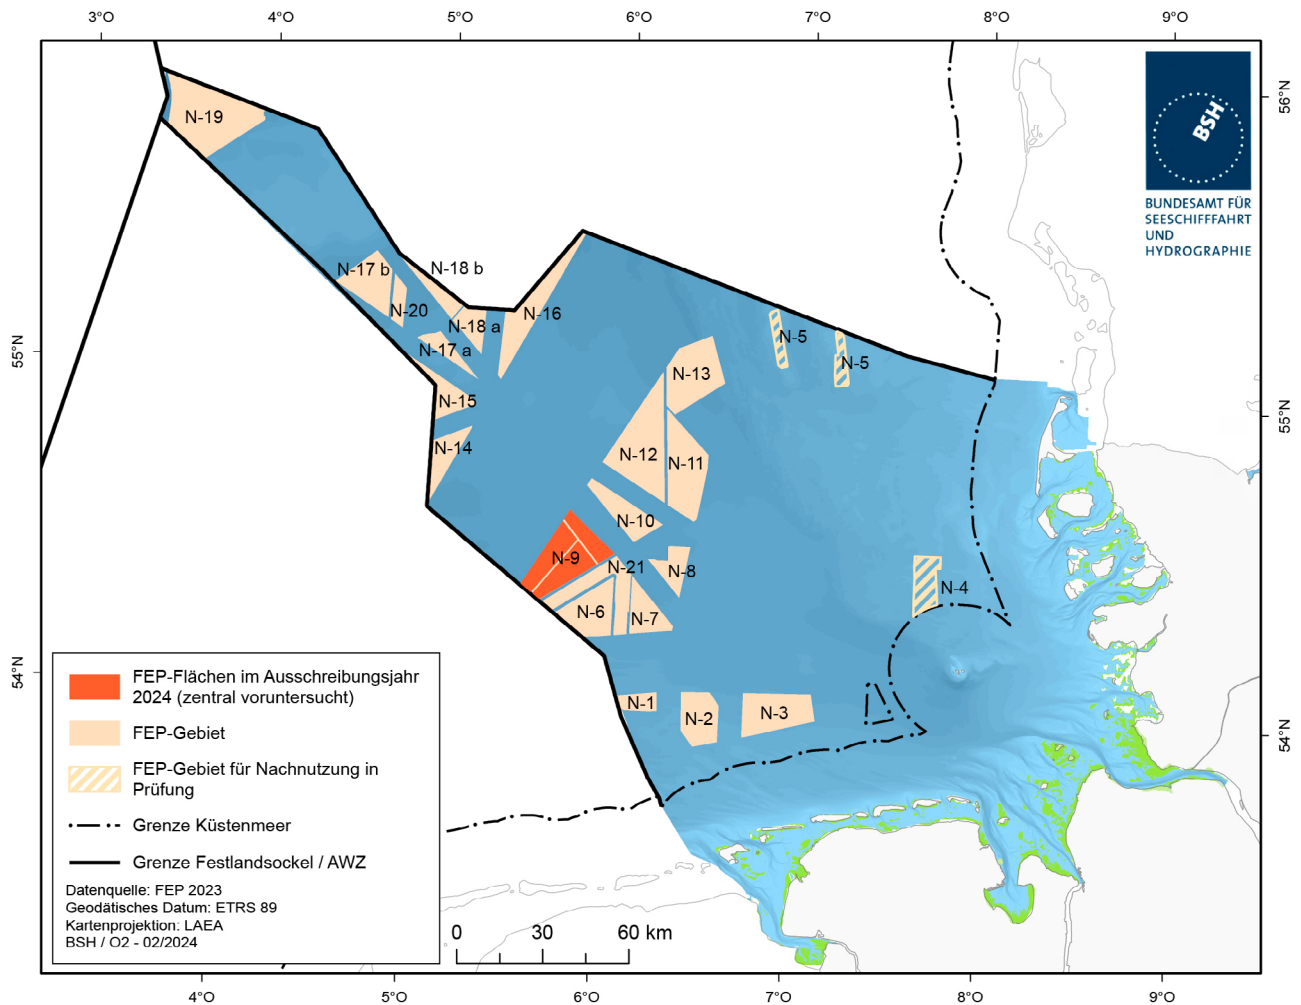 3°O 4°O 5°O 6°O 7°O 8°O 9°O
56°N
BSH
BUNDESAMT FÜR
SEESCHIFFFAHRT
UND
HYDROGRAPHIE
N-19
N-17 b
N-18 b
N-20
N-18 a
N-16
N-17 a
N-5
N-5
55°N
55°N
N-13
N-15
N-14
N-12
N-11
N-10
N-9
N-21
N-8
N-6
N-7
N-4
54°N
54°N
N-1
N-2
N-3
FEP-Flächen im Ausschreibungsjahr
2024 (zentral voruntersucht)
FEP-Gebiet
FEP-Gebiet für Nachnutzung in
Prüfung
Grenze Küstenmeer
Grenze Festlandsockel / AWZ
Datenquelle: FEP 2023
Geodätisches Datum: ETRS 89
Kartenprojektion: LAEA
BSH / O2 - 02/2024
0 30 60 km
4°O 5°O 6°O 7°O 8°O 9°O